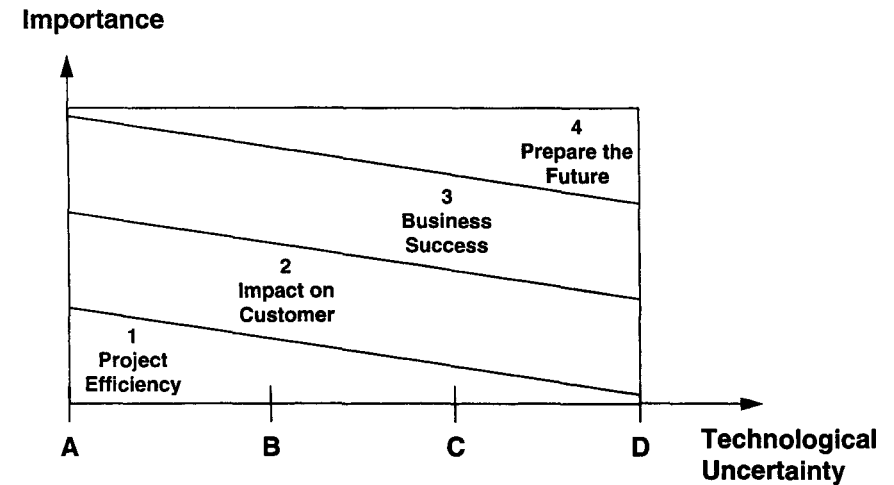 Importance
4
Prepare the
Future
3
Business
Success
2
Impact on
Customer
1
Project
Efficiency
A B C D
Technological
Uncertainty